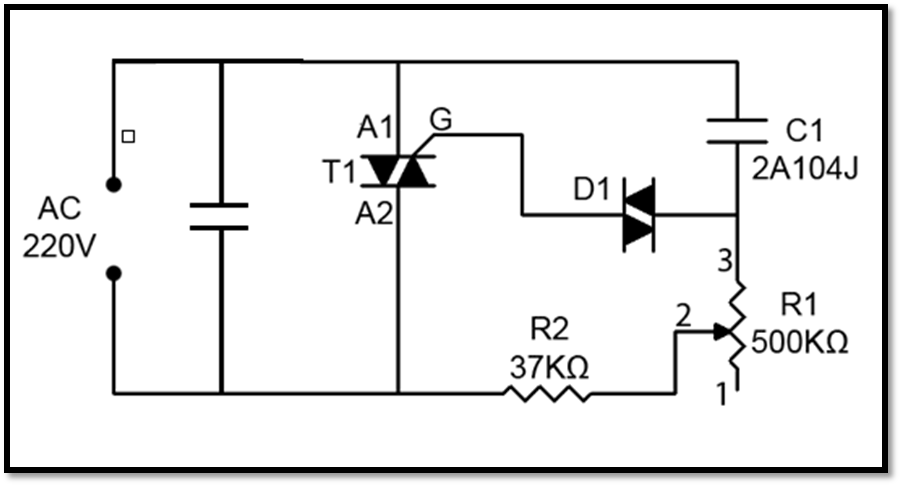 A1
G
C1
2A104J
T1
D1
AC
220V
A2
3
R1
500KΩ
2
R2
37KΩ
1